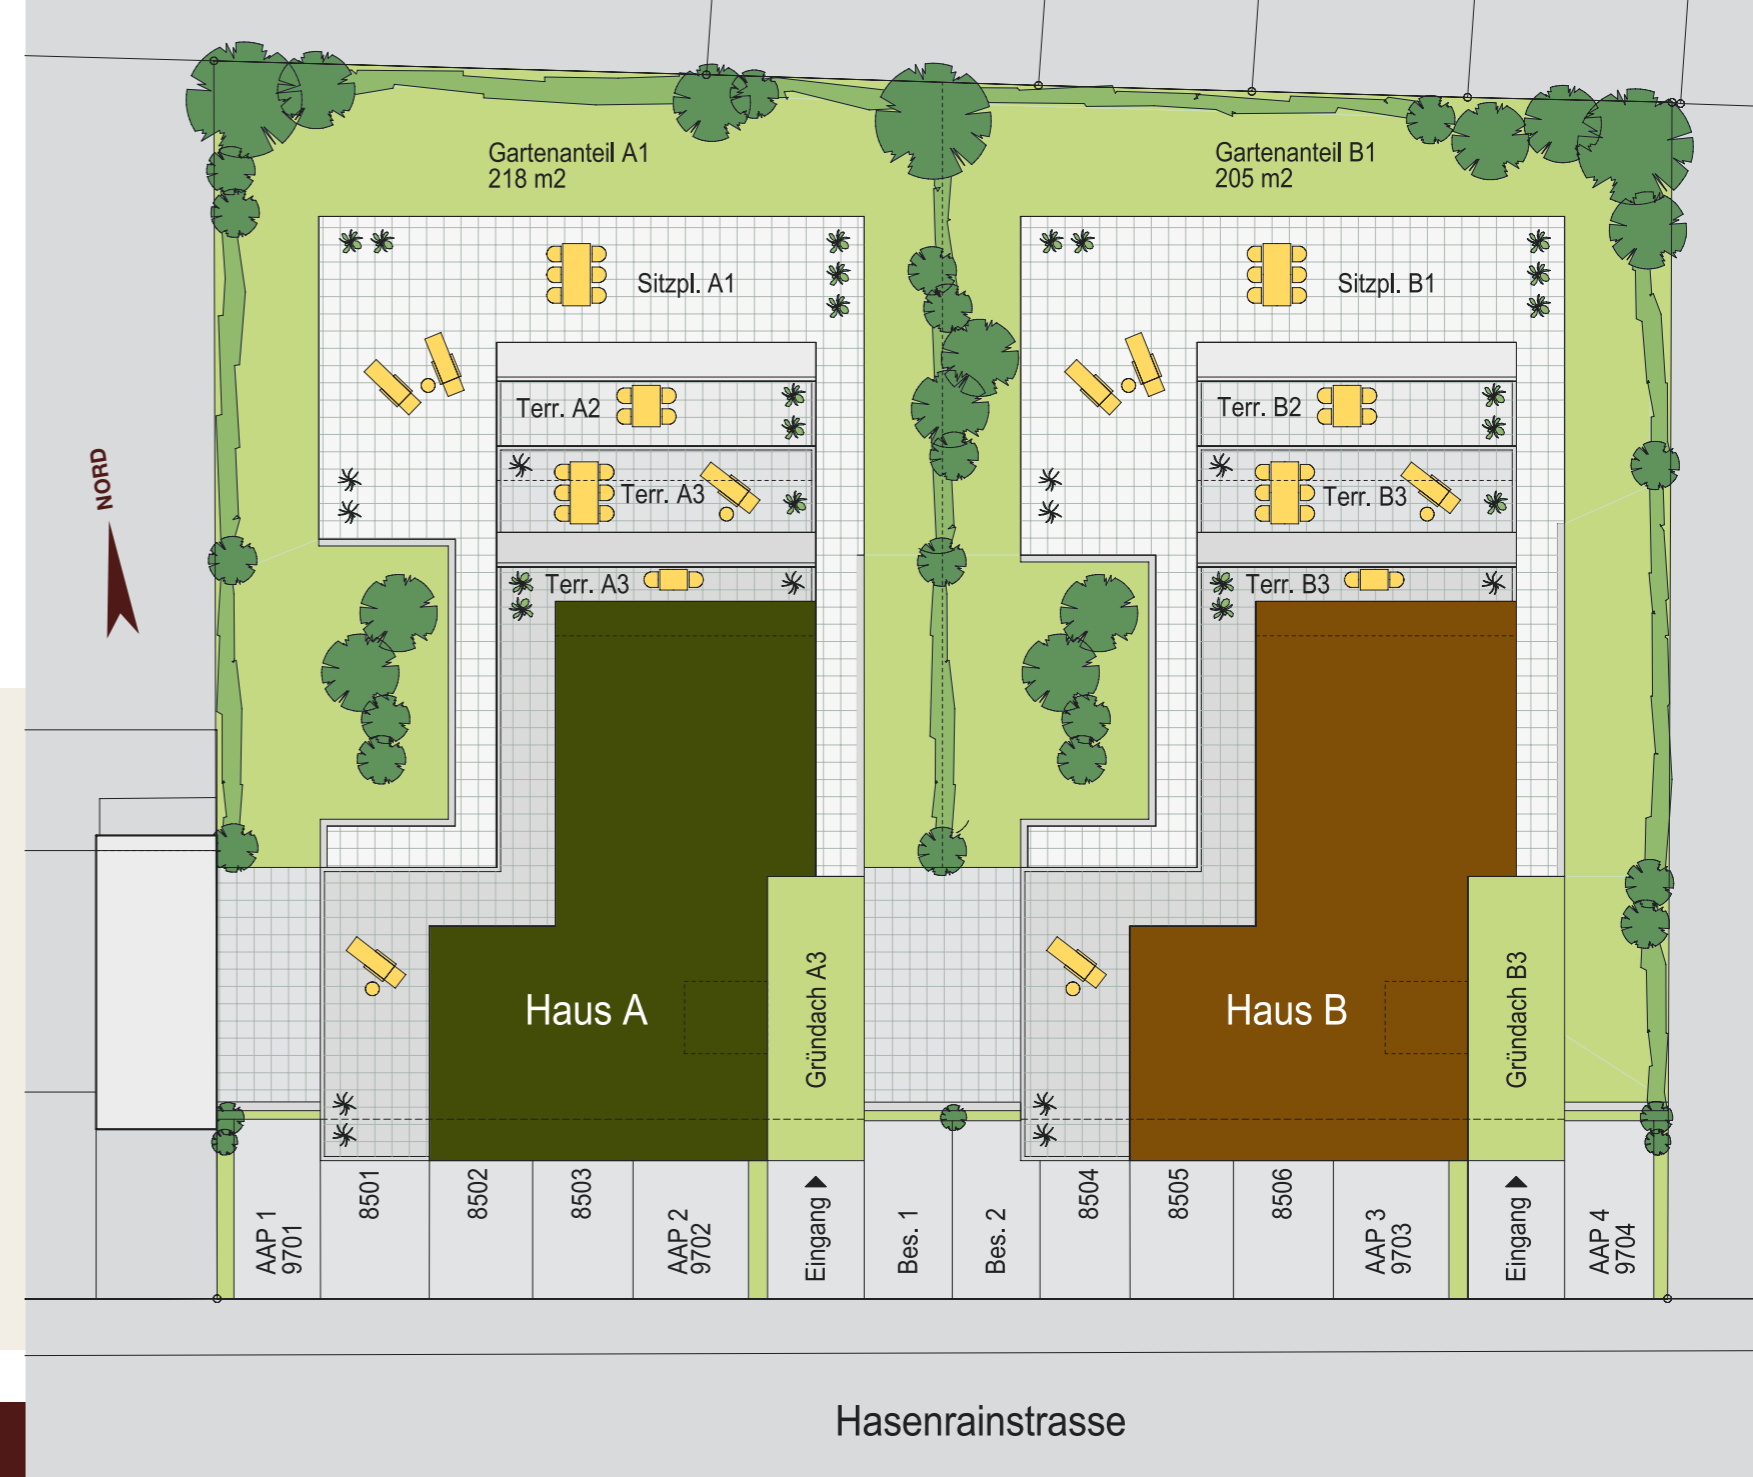 Gartenanteil A1
218 m2
Gartenanteil B1
205 m2
Sitzpl. A1
Sitzpl. B1
Terr. A2
Terr. B2
NORD
Terr. A3
Terr. B3
Terr. A3
Terr. B3
Haus A
Gründach A3
Haus B
Gründach B3
AAP 1
9701
8501
8502
8503
AAP 2
9702
Eingang
Bes. 1
Bes. 2
8504
8505
8506
AAP 3
9703
Eingang
AAP 4
9704
Hasenrainstrasse